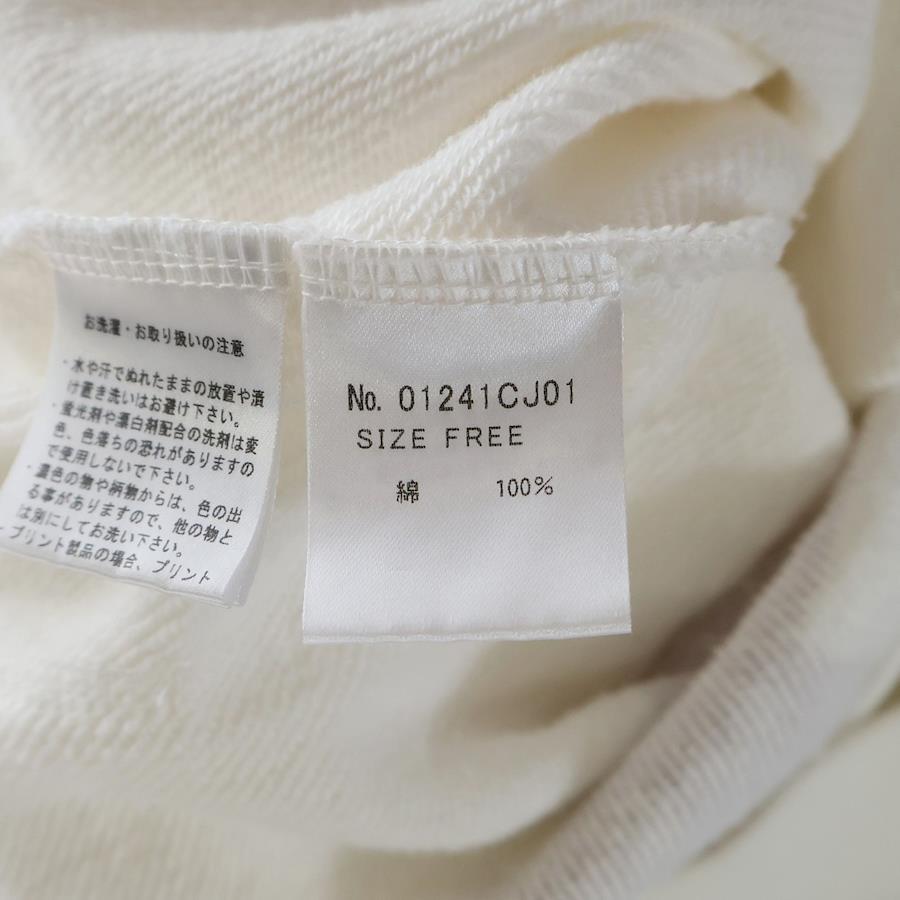 お洗濯・お取り扱いの注意
・水や汗でぬれたままの放置や漬
け置き洗いはお避け下さい。
・蛍光剤や漂白剤配合の洗剤は変
色、色落ちの恐れがありますの
で使用しないで下さい。
・濃色の物や柄物からは、色の出
る事がありますので、他の物と
は別にしてお洗い下さい。
・プリント製品の場合、プリント
No. 01241CJ01
SIZE FREE
綿 100%